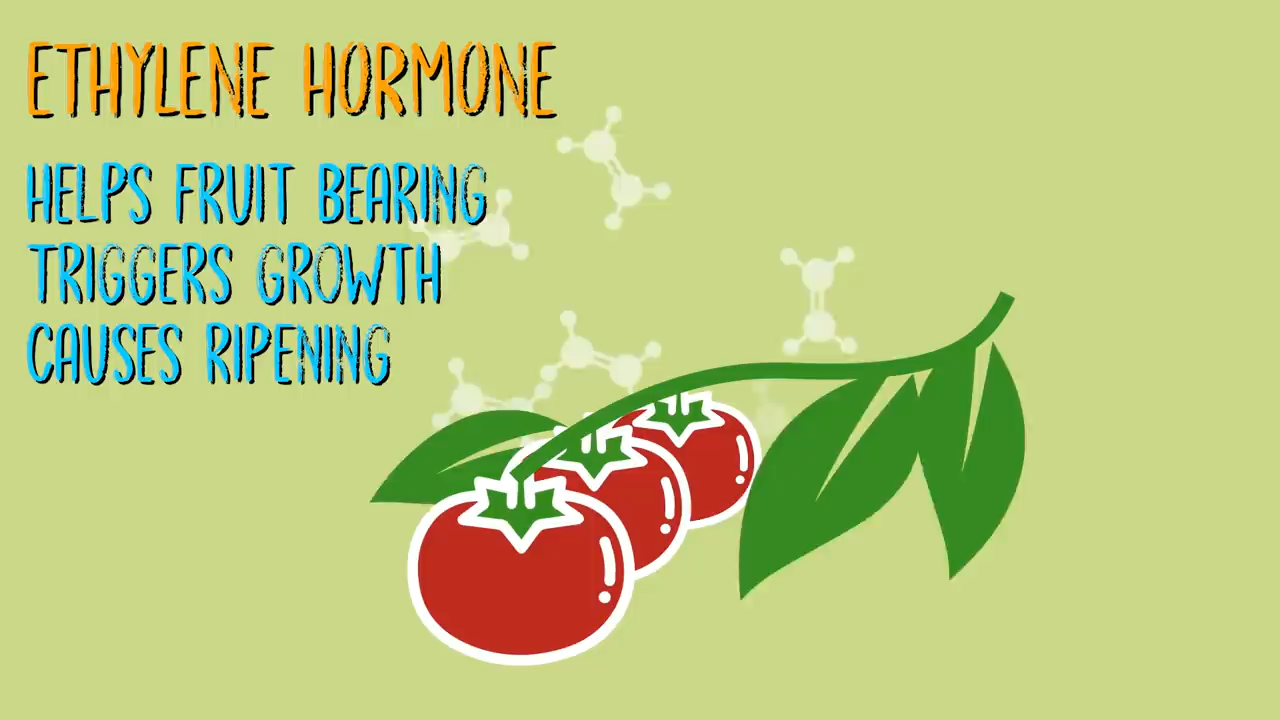 ETHYLENE HORMONE
HELPS FRUIT BEARING
TRIGGERS GROWTH
CAUSES RIPENING